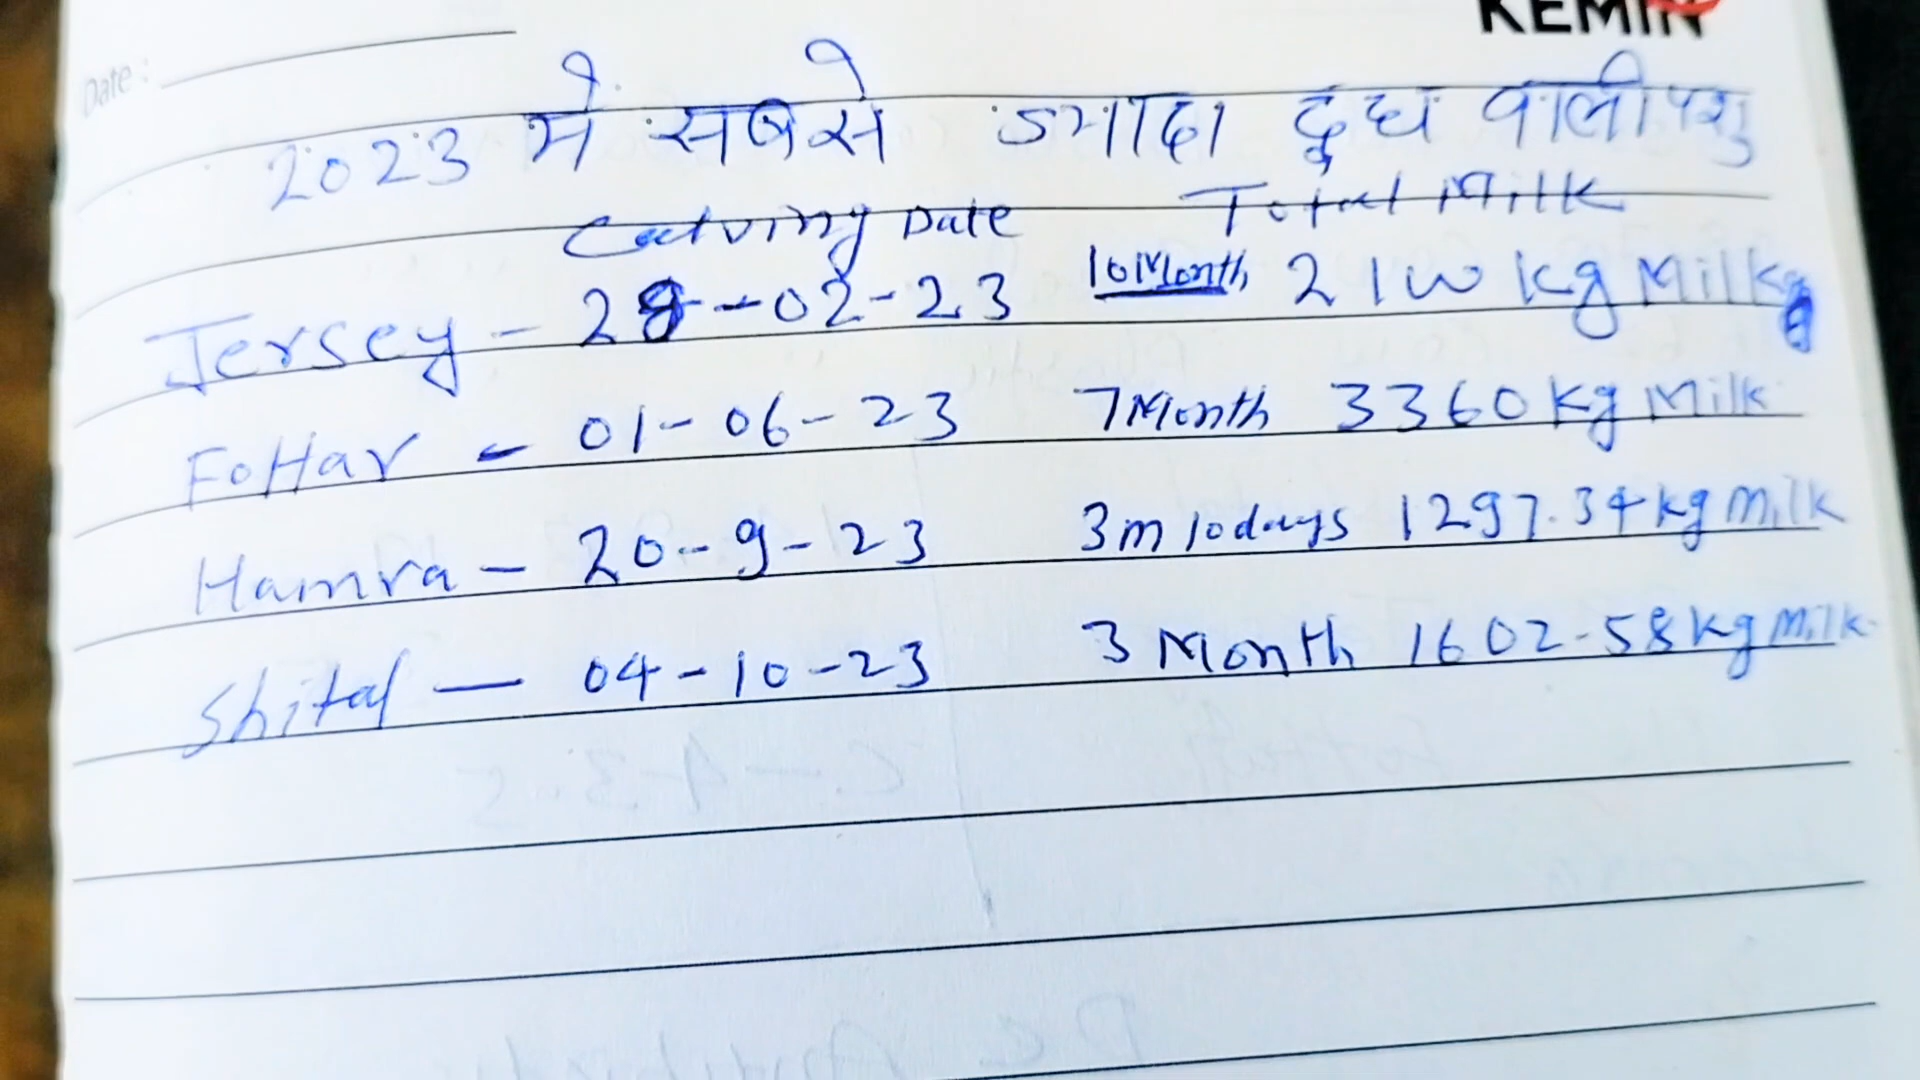 KEMIN
Date :
2023 में सबसे ज्यादा दूध वाली पशु
Calving Date Total Milk
Jersey - 28-02-23 10 Month 2100 kg Milk
FoHar - 01-06-23 7 Month 3360 kg Milk
Hamra - 20-9-23 3m 10 days 1297.34 kg Milk
Shital - 04-10-23 3 Month 1602.58 kg Milk